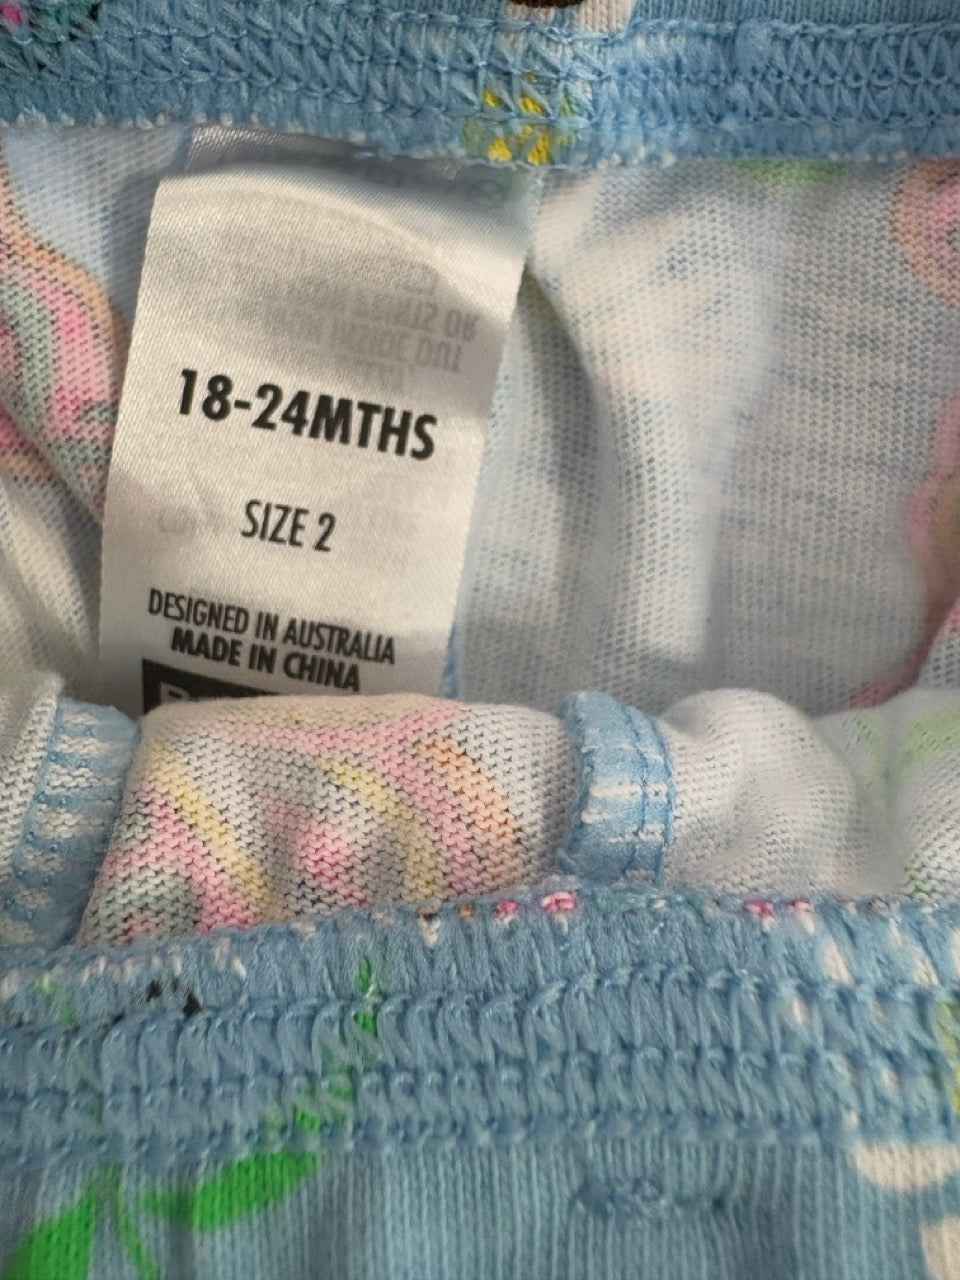 18-24MTHS
SIZE 2
DESIGNED IN AUSTRALIA
MADE IN CHINA